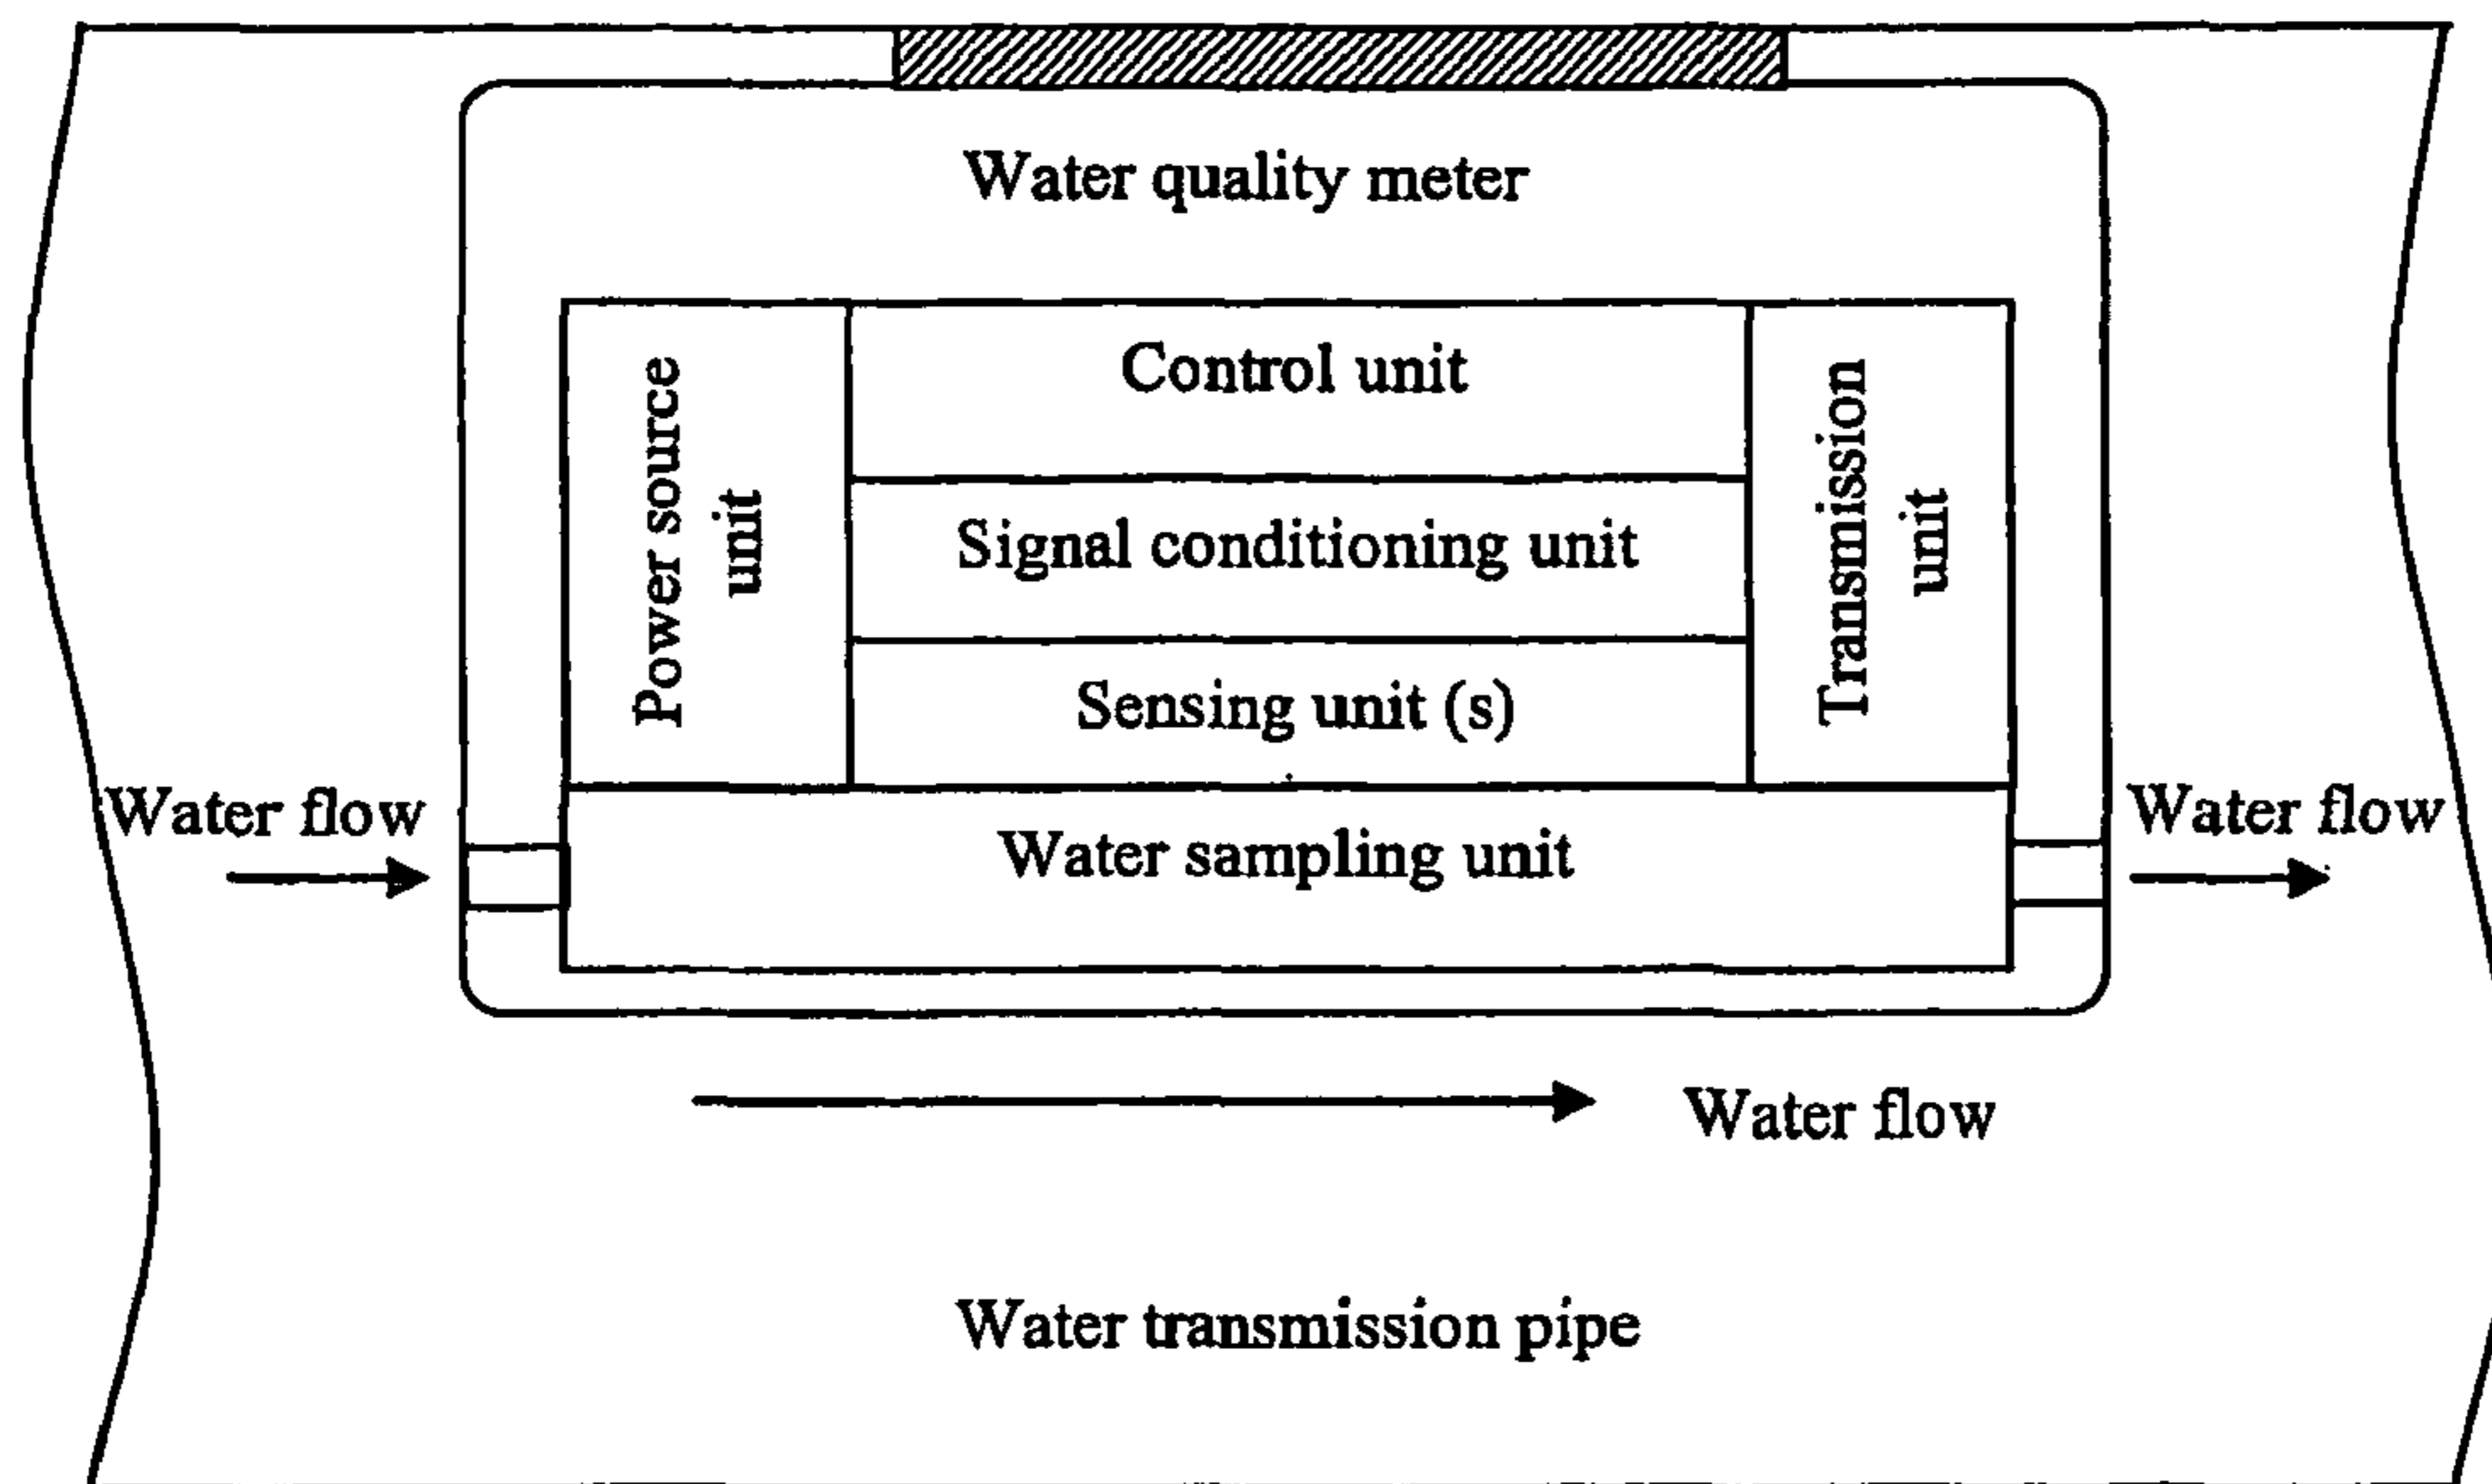 Water quality meter
Power source
unit
Control unit
Signal conditioning unit
Sensing unit (s)
Transmission
unit
Water flow
Water sampling unit
Water flow
Water flow
Water transmission pipe